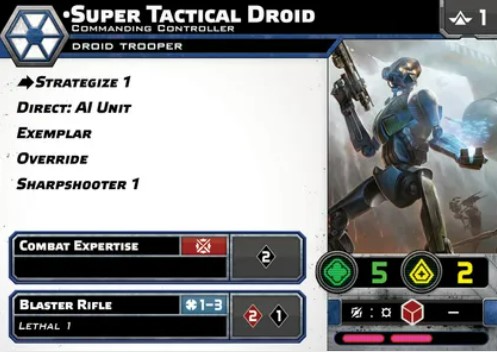 •Super Tactical Droid
Commanding Controller
1
Droid Trooper
Strategize 1
Direct: AI Unit
Exemplar
Override
Sharpshooter 1
Combat Expertise
2
Blaster Rifle
1–3
Lethal 1
2 1
5 2
: –